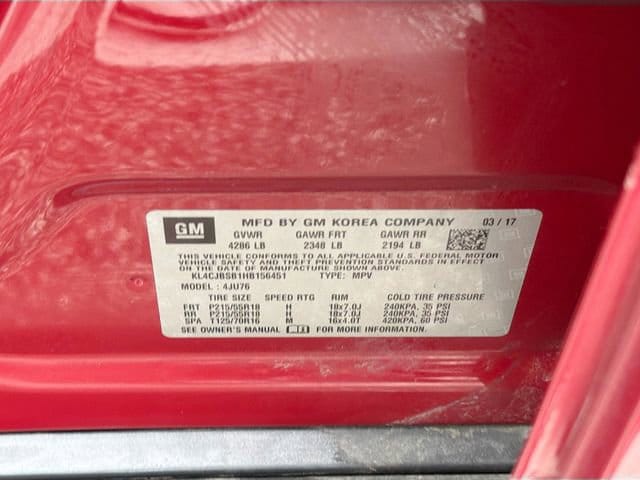 GM MFD BY GM KOREA COMPANY 03/17
GVWR GAWR FRT GAWR RR
4286 LB 2348 LB 2194 LB
THIS VEHICLE CONFORMS TO ALL APPLICABLE U.S. FEDERAL MOTOR
VEHICLE SAFETY AND THEFT PREVENTION STANDARDS IN EFFECT
ON THE DATE OF MANUFACTURE SHOWN ABOVE.
KL4CJBSB1HB156451 TYPE: MPV
MODEL: 4JU76
TIRE SIZE SPEED RTG RIM COLD TIRE PRESSURE
FRT P215/55R18 H 18x7.0J 240KPA, 35 PSI
RR P215/55R18 H 18x7.0J 240KPA, 35 PSI
SPA T125/70R16 M 16x4.0T 420KPA, 60 PSI
SEE OWNER'S MANUAL FOR MORE INFORMATION.